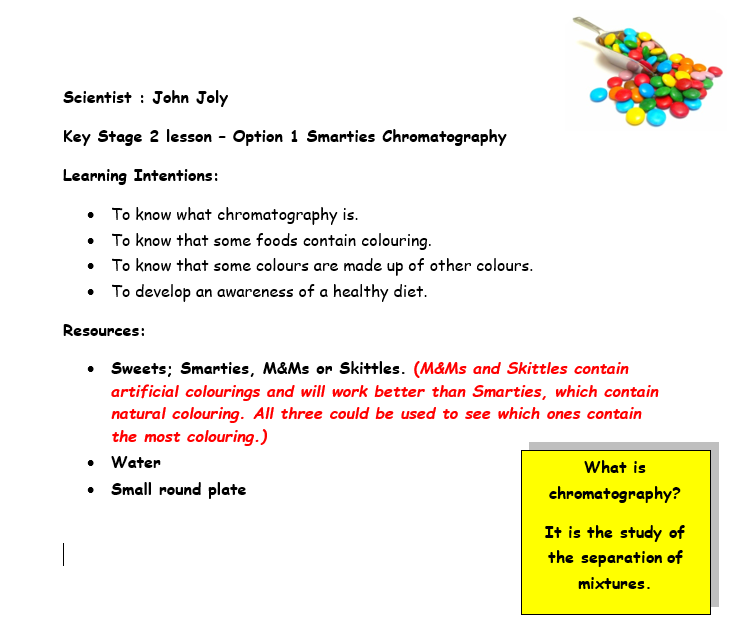 Scientist : John Joly
Key Stage 2 lesson – Option 1 Smarties Chromatography
Learning Intentions:
• To know what chromatography is.
• To know that some foods contain colouring.
• To know that some colours are made up of other colours.
• To develop an awareness of a healthy diet.
Resources:
• Sweets; Smarties, M&Ms or Skittles. (M&Ms and Skittles contain
artificial colourings and will work better than Smarties, which contain
natural colouring. All three could be used to see which ones contain
the most colouring.)
• Water
• Small round plate
What is
chromatography?
It is the study of
the separation of
mixtures.